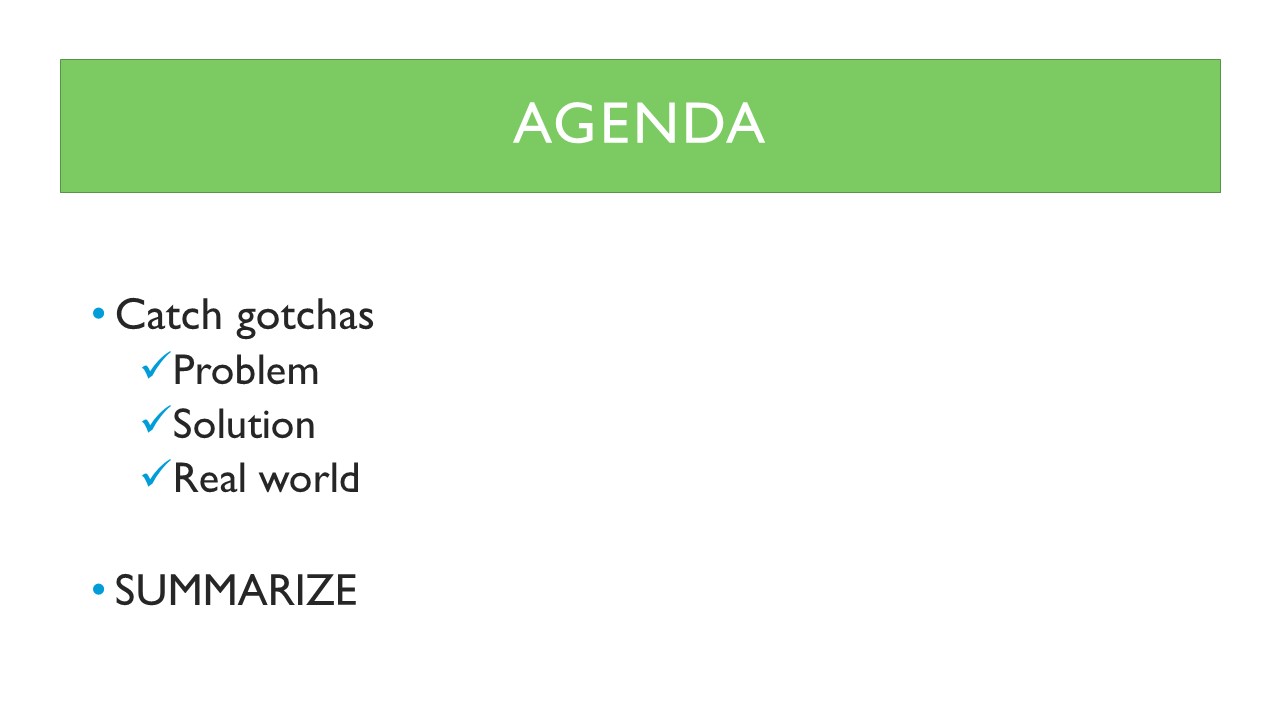 AGENDA
• Catch gotchas
✓Problem
✓Solution
✓Real world
• SUMMARIZE